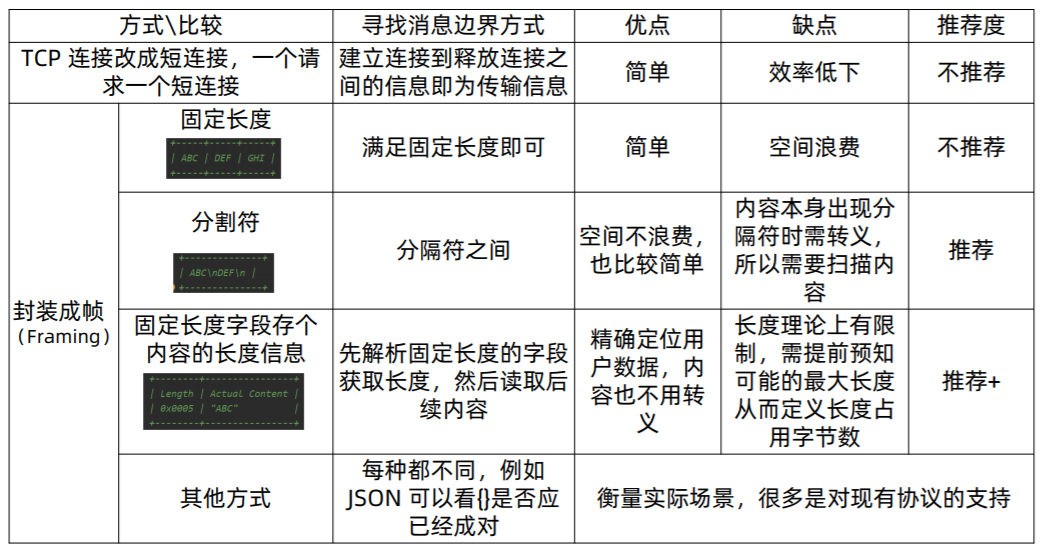 方式\比较
寻找消息边界方式
优点
缺点
推荐度
TCP 连接改成短连接，一个请
求一个短连接
建立连接到释放连接之
间的信息即为传输信息
简单
效率低下
不推荐
封装成帧
（Framing）
固定长度
+-----+-----+-----+
| ABC | DEF | GHI |
+-----+-----+-----+
满足固定长度即可
简单
空间浪费
不推荐
分割符
+--------------+
| ABC\nDEF\n |
+--------------+
分隔符之间
空间不浪费，
也比较简单
内容本身出现分
隔符时需转义，
所以需要扫描内
容
推荐
固定长度字段存个
内容的长度信息
+--------+----------------+
| Length | Actual Content |
| 0x0005 | "ABC" |
+--------+----------------+
先解析固定长度的字段
获取长度，然后读取后
续内容
精确定位用
户数据，内
容也不用转
义
长度理论上有限
制，需提前预知
可能的最大长度
从而定义长度占
用字节数
推荐+
其他方式
每种都不同，例如
JSON 可以看{}是否应
已经成对
衡量实际场景，很多是对现有协议的支持